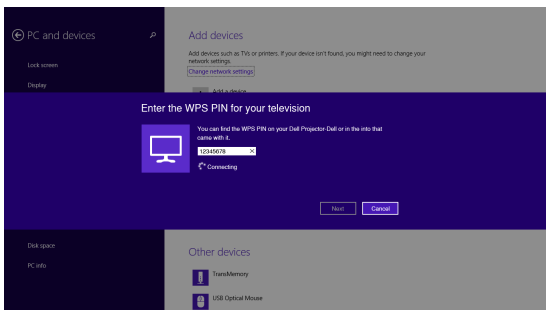 PC and devices
Lock screen
Display
Disk space
PC info
Add devices
Add devices such as TVs or printers. If your device isn't found, you might need to change your
network settings.
Change network settings
Add a device
Enter the WPS PIN for your television
You can find the WPS PIN on your Dell Projector-Dell or in the into that
came with it.
12345678
Connecting
Next
Cancel
Other devices
TransMemory
USB Optical Mouse